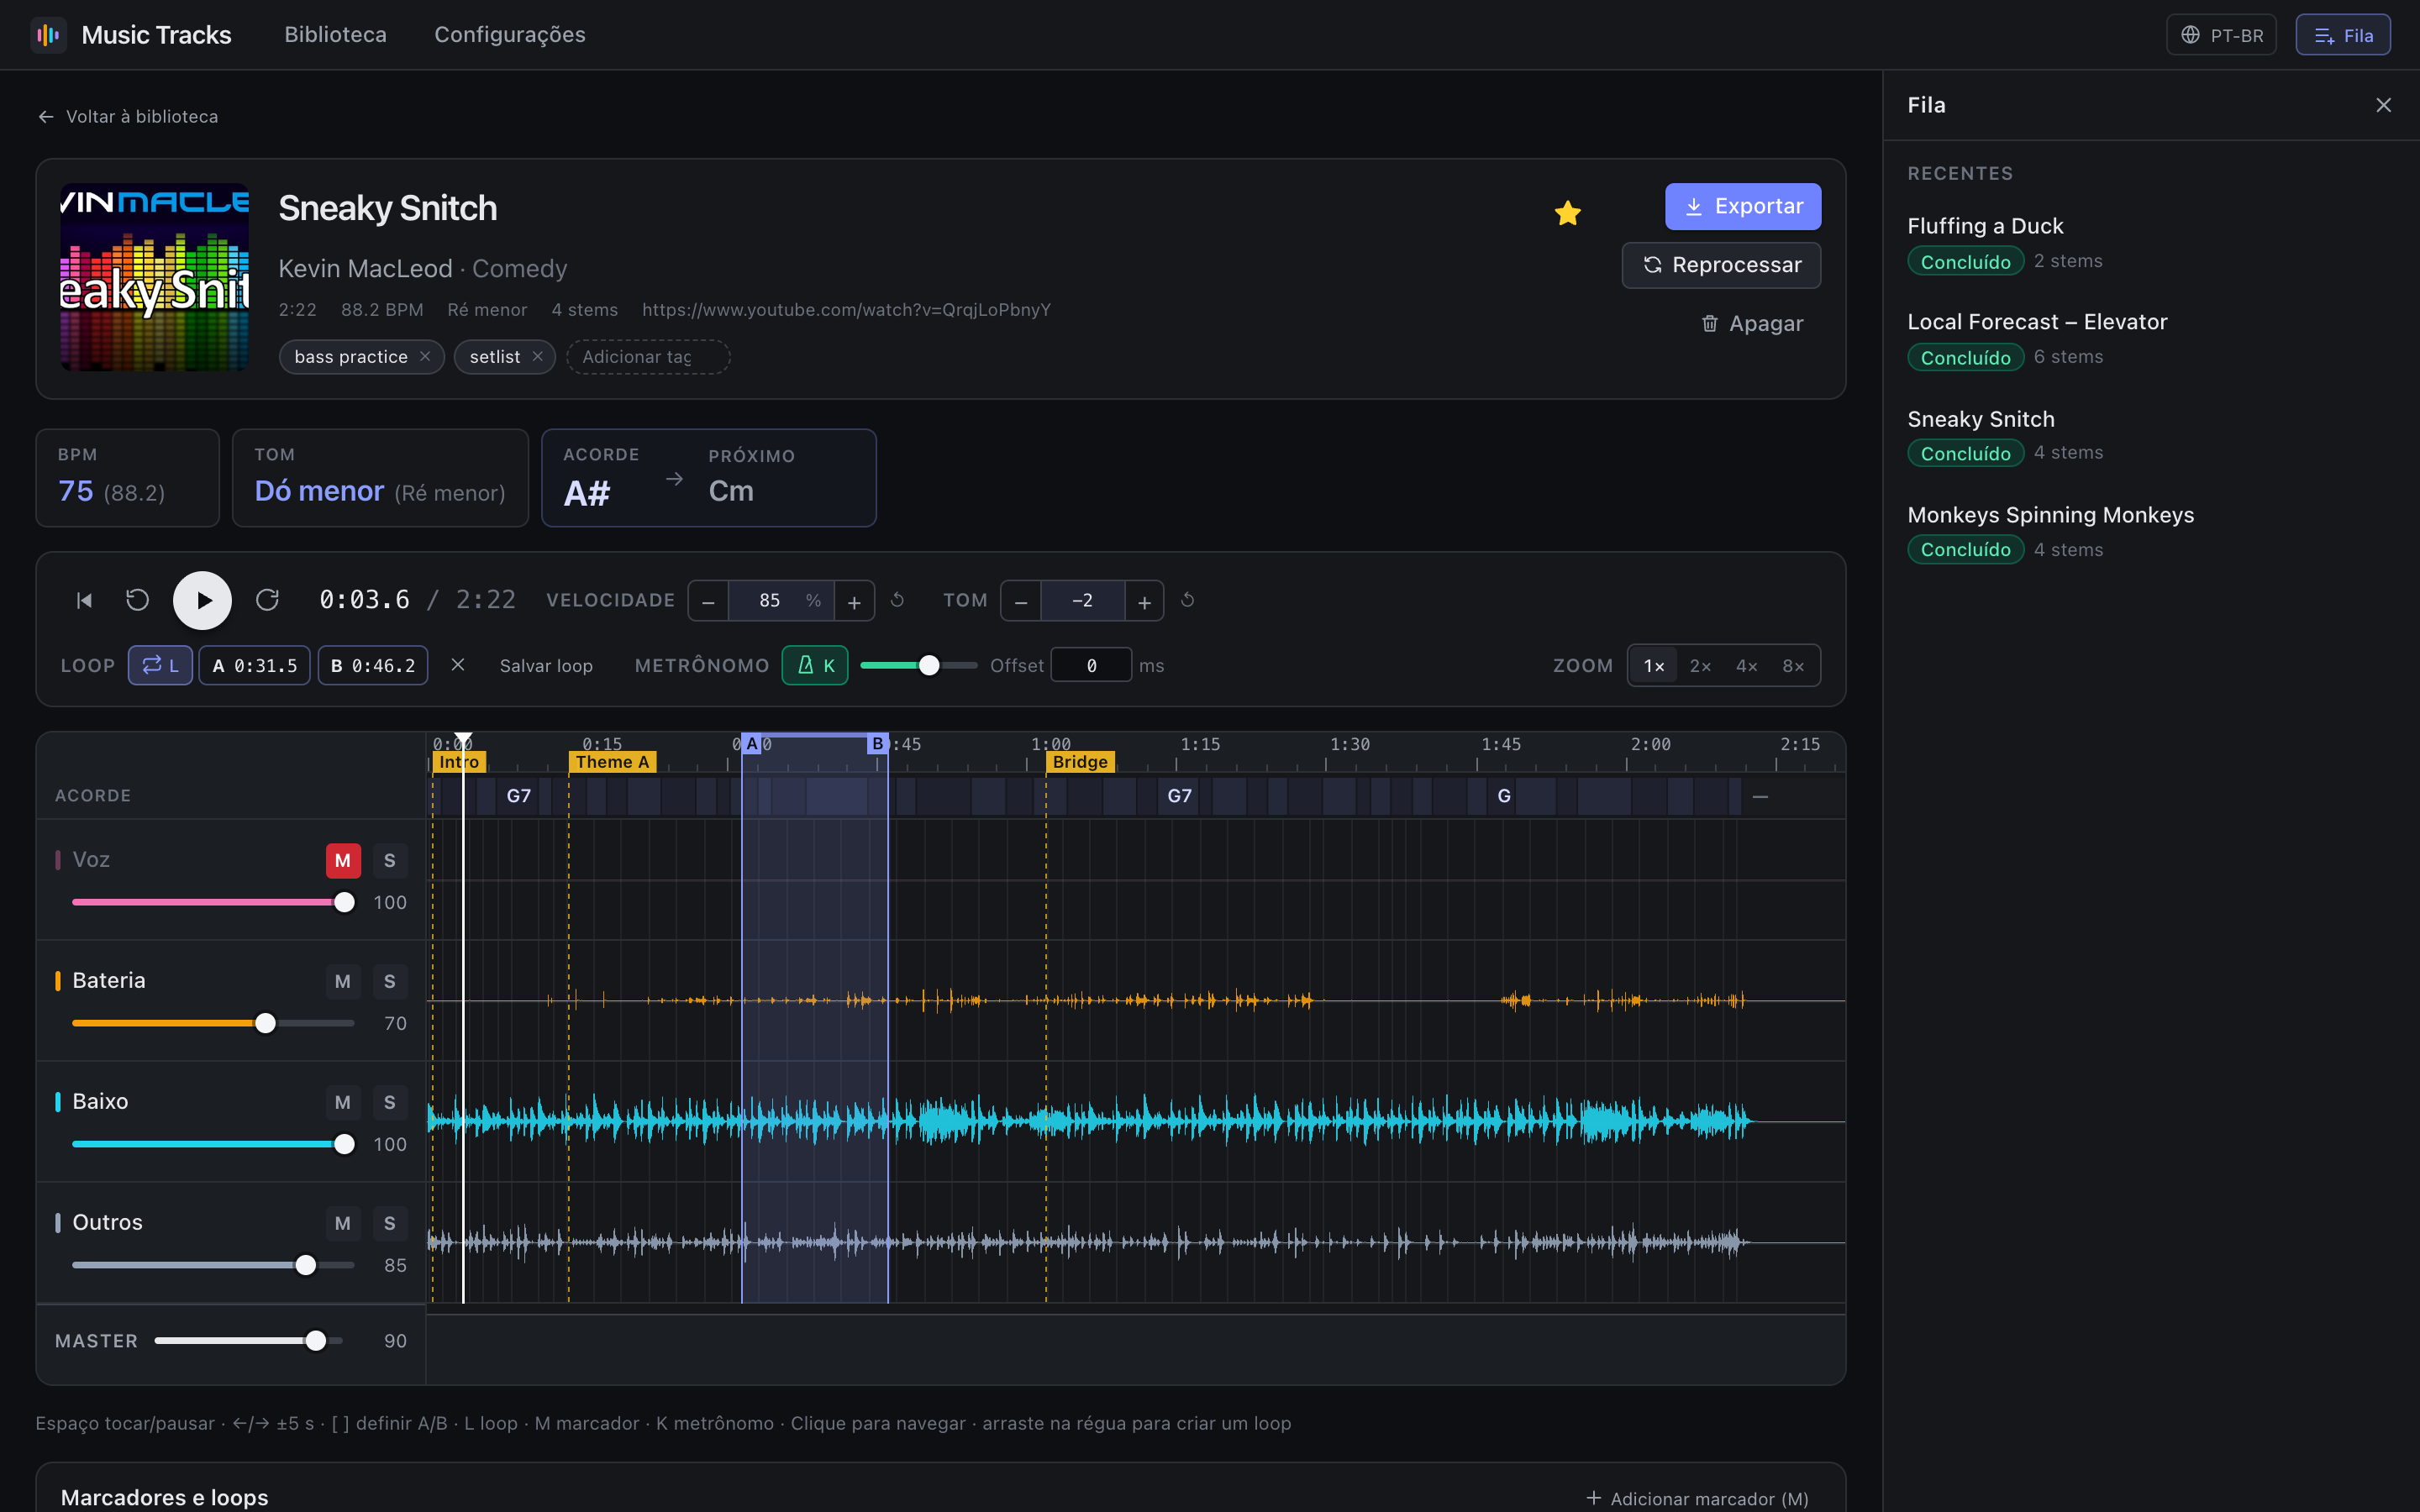 Music Tracks
Biblioteca
Configurações
PT-BR
Fila
Voltar à biblioteca
VINMACLE
eakySnit
Sneaky Snitch
Kevin MacLeod · Comedy
2:22 88.2 BPM Ré menor 4 stems https://www.youtube.com/watch?v=QrqjLoPbnyY
bass practice setlist Adicionar tag
Exportar
Reprocessar
Apagar
BPM
75 (88.2)
TOM
Dó menor (Ré menor)
ACORDE
A#
PRÓXIMO
Cm
0:03.6 / 2:22 VELOCIDADE − 85 % + TOM − −2 +
LOOP L A 0:31.5 B 0:46.2 Salvar loop METRÔNOMO K Offset 0 ms ZOOM 1× 2× 4× 8×
0:00 0:15 A B :45 1:00 1:15 1:30 1:45 2:00 2:15
Intro Theme A Bridge
ACORDE G7 G7 G —
Voz M S
100
Bateria M S
70
Baixo M S
100
Outros M S
85
MASTER 90
Espaço tocar/pausar · ←/→ ±5 s · [ ] definir A/B · L loop · M marcador · K metrônomo · Clique para navegar · arraste na régua para criar um loop
Marcadores e loops
+ Adicionar marcador (M)
Fila
RECENTES
Fluffing a Duck
Concluído 2 stems
Local Forecast – Elevator
Concluído 6 stems
Sneaky Snitch
Concluído 4 stems
Monkeys Spinning Monkeys
Concluído 4 stems